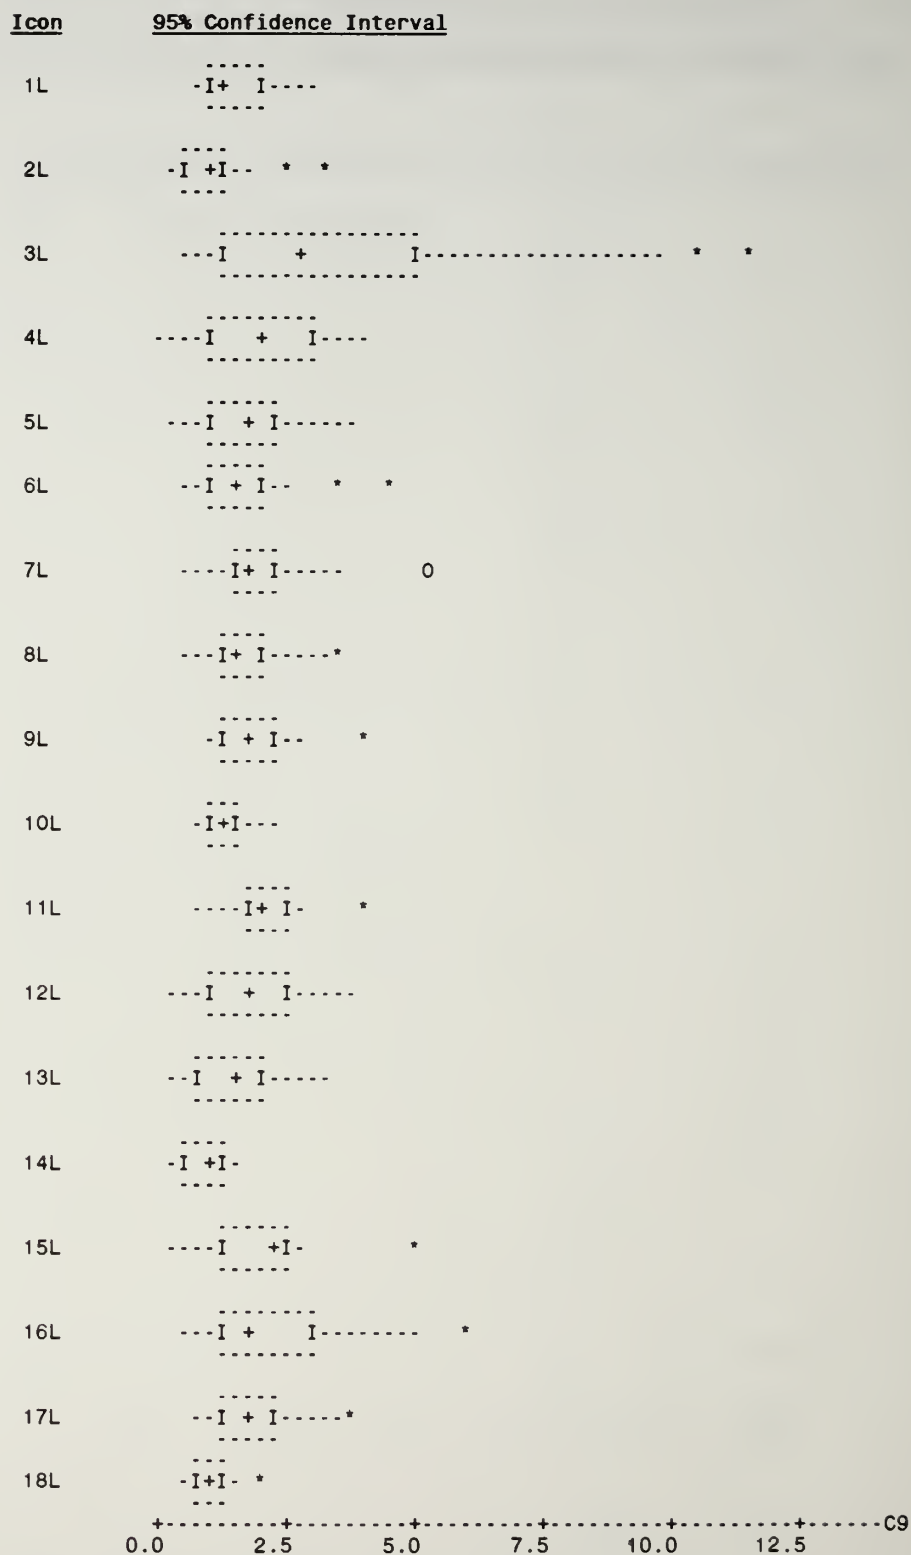 Icon 95% Confidence Interval
-----
1L -I+ I----
-----
----
2L -I +I-- * *
----
----------------
3L ---I + I------------------- * *
----------------
---------
4L ----I + I----
---------
------
5L ---I + I------
------
-----
6L --I + I-- * *
-----
----
7L ----I+ I----- O
----
----
8L ---I+ I-----*
----
-----
9L -I + I-- *
-----
---
10L -I+I---
---
----
11L ----I+ I- *
----
-------
12L ---I + I-----
-------
------
13L --I + I-----
------
----
14L -I +I-
----
------
15L ----I +I- *
------
--------
16L ---I + I-------- *
--------
-----
17L --I + I-----*
-----
---
18L -I+I- *
---
+---------+---------+---------+---------+---------+------C9
0.0 2.5 5.0 7.5 10.0 12.5